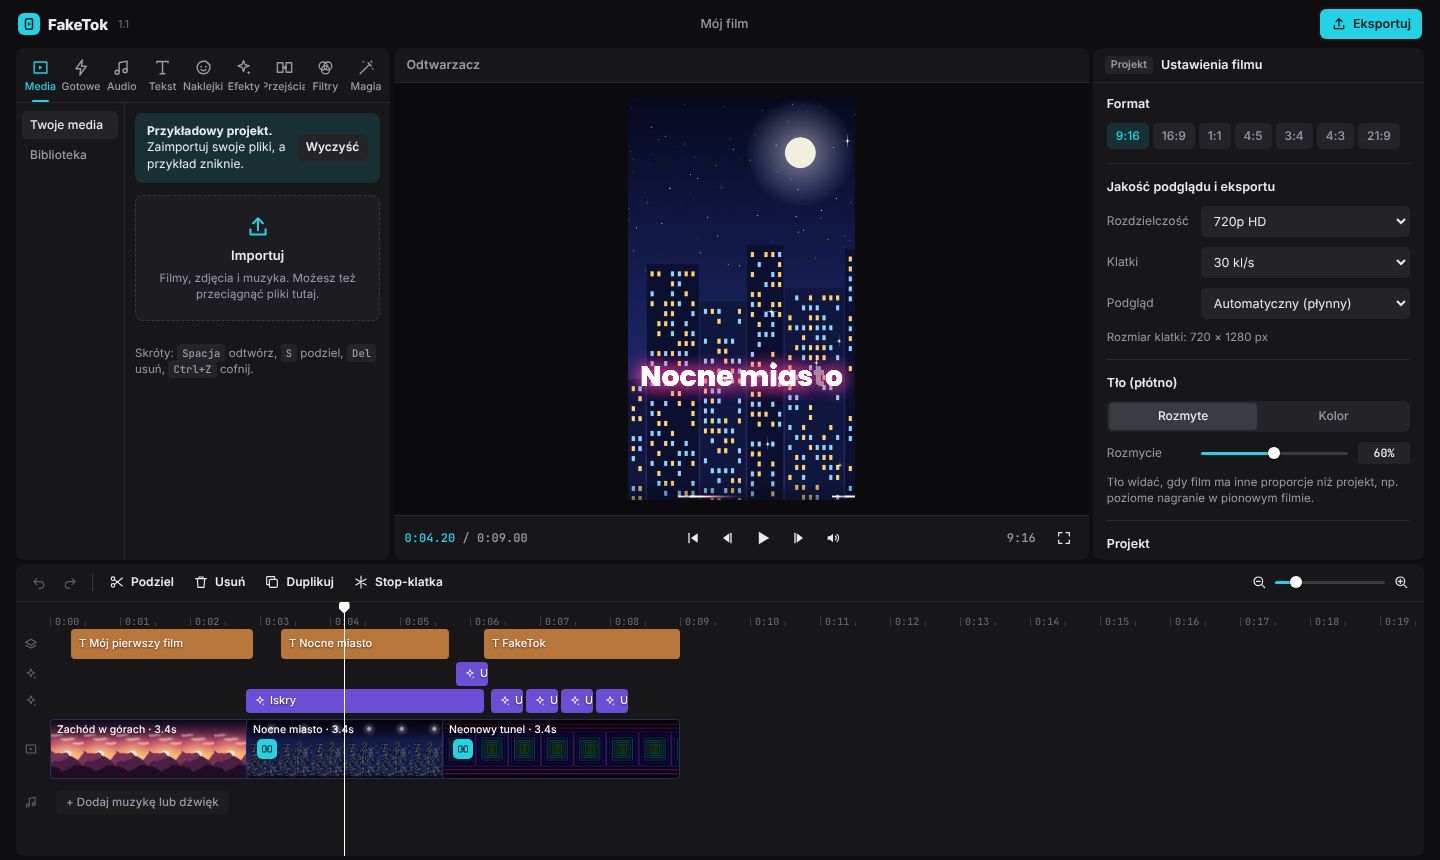 FakeTok 1.1
Mój film
Eksportuj
Media
Gotowe
Audio
Tekst
Naklejki
Efekty
Przejścia
Filtry
Magia
Twoje media
Biblioteka
Przykładowy projekt.
Zaimportuj swoje pliki, a
przykład zniknie.
Wyczyść
Importuj
Filmy, zdjęcia i muzyka. Możesz też
przeciągnąć pliki tutaj.
Skróty: Spacja odtwórz, S podziel, Del
usuń, Ctrl+Z cofnij.
Odtwarzacz
Nocne miasto
0:04.20 / 0:09.00
9:16
Projekt Ustawienia filmu
Format
9:16 16:9 1:1 4:5 3:4 4:3 21:9
Jakość podglądu i eksportu
Rozdzielczość 720p HD
Klatki 30 kl/s
Podgląd Automatyczny (płynny)
Rozmiar klatki: 720 × 1280 px
Tło (płótno)
Rozmyte Kolor
Rozmycie 60%
Tło widać, gdy film ma inne proporcje niż projekt, np.
poziome nagranie w pionowym filmie.
Projekt
Podziel Usuń Duplikuj Stop-klatka
0:00 0:01 0:02 0:03 0:04 0:05 0:06 0:07 0:08 0:09 0:10 0:11 0:12 0:13 0:14 0:15 0:16 0:17 0:18 0:19
T Mój pierwszy film T Nocne miasto T FakeTok
U
Iskry U U U U
Zachód w górach · 3.4s Nocne miasto · 3.4s Neonowy tunel · 3.4s
+ Dodaj muzykę lub dźwięk